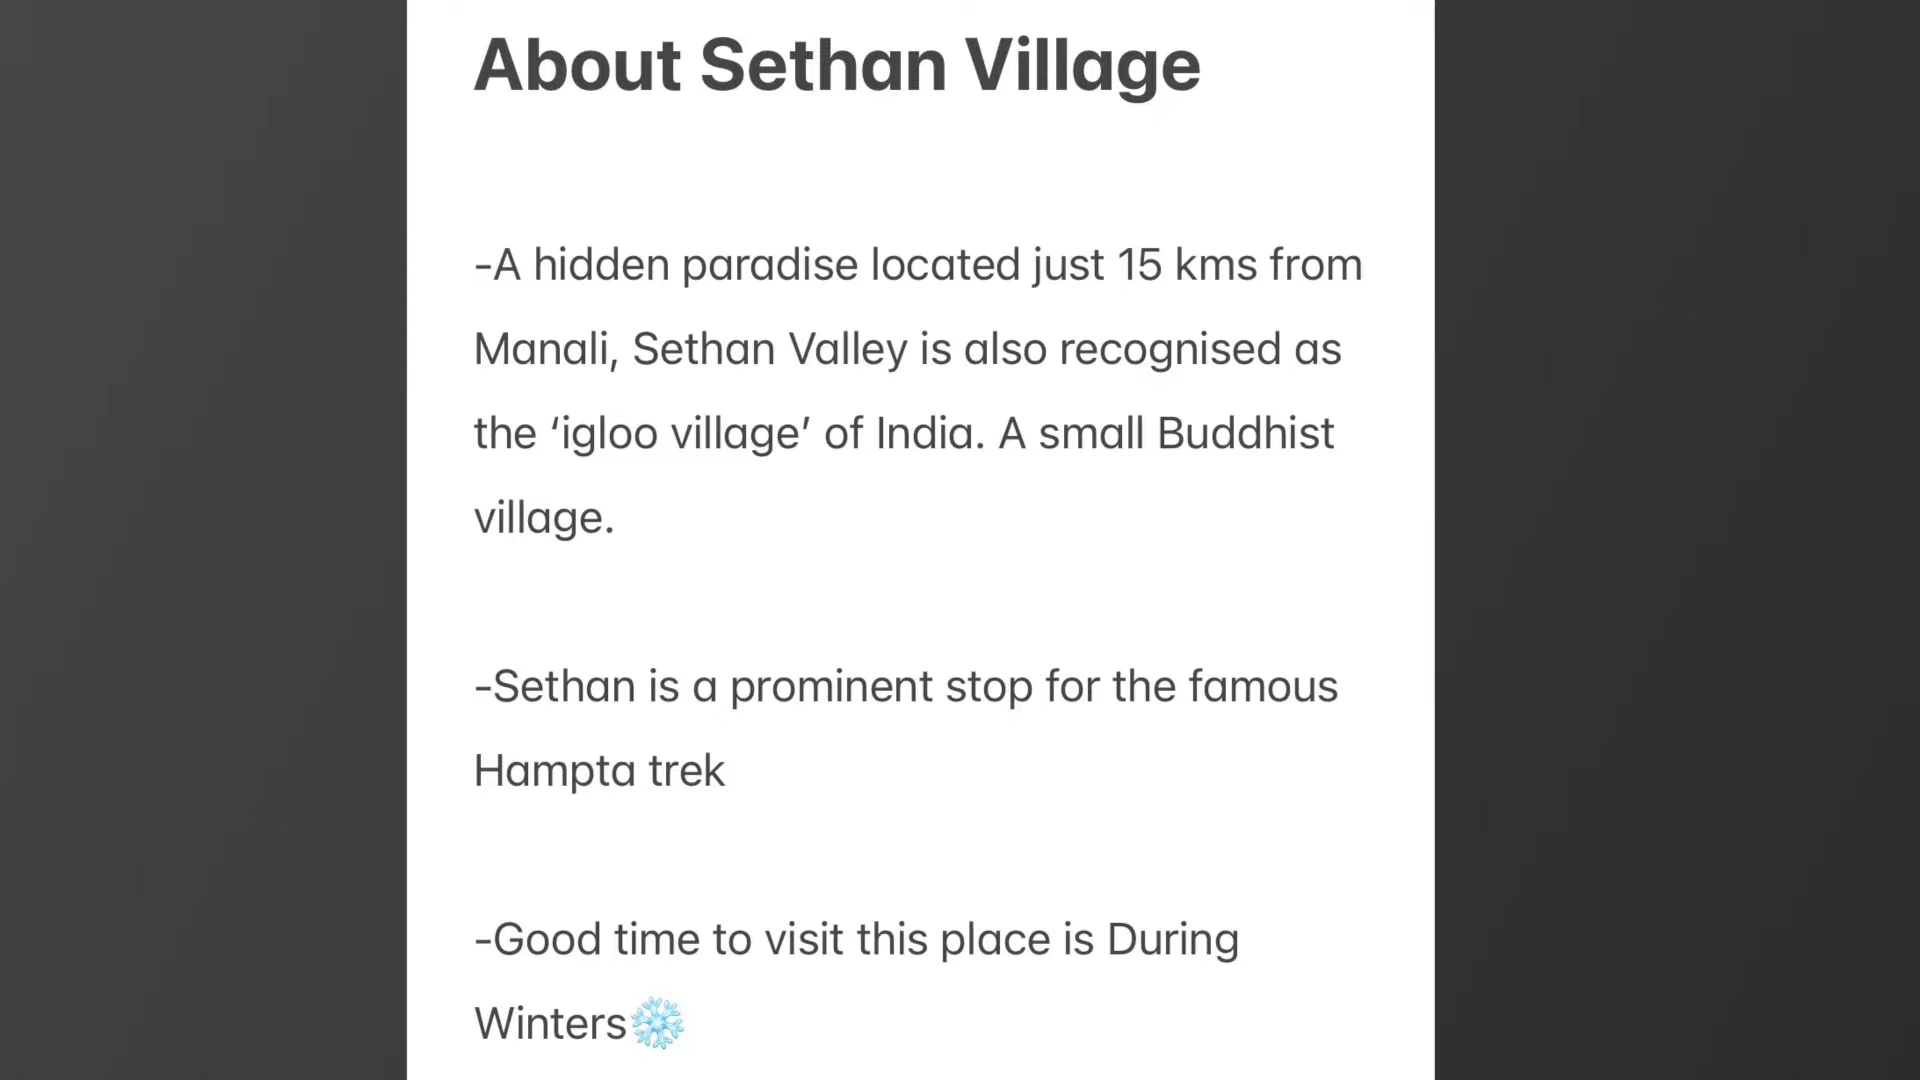 About Sethan Village
-A hidden paradise located just 15 kms from
Manali, Sethan Valley is also recognised as
the ‘igloo village’ of India. A small Buddhist
village.
-Sethan is a prominent stop for the famous
Hampta trek
-Good time to visit this place is During
Winters❄️